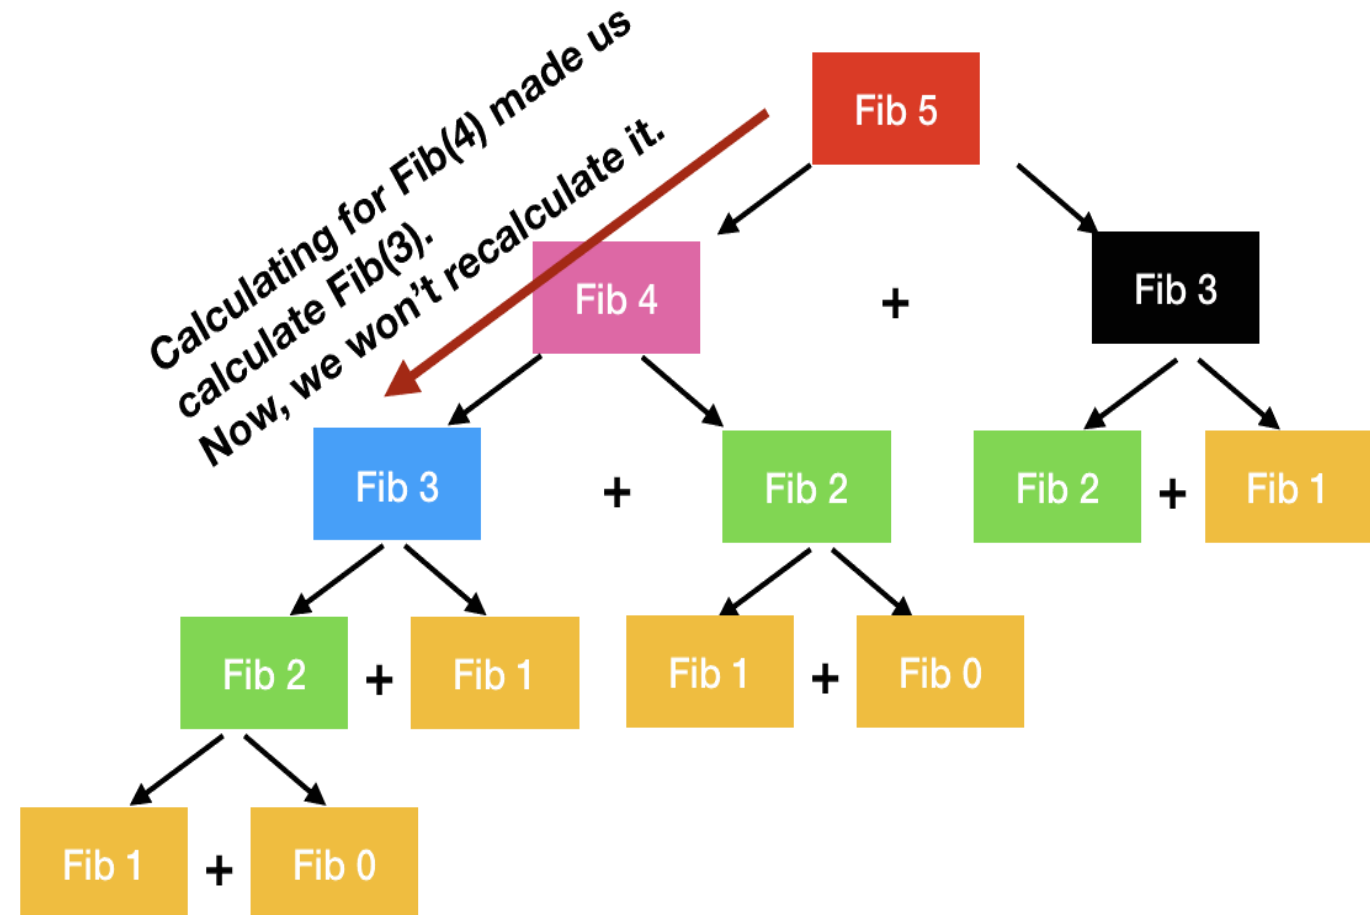 Calculating for Fib(4) made us
calculate Fib(3).
Now, we won't recalculate it.
Fib 5
Fib 4
+
Fib 3
Fib 3
+
Fib 2
Fib 2
+
Fib 1
Fib 2
+
Fib 1
Fib 1
+
Fib 0
Fib 1
+
Fib 0